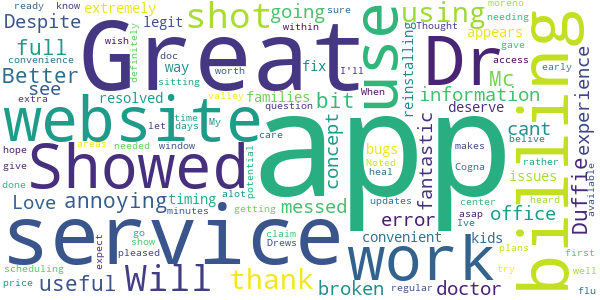 ready know extremely shot going using moreno needing
Despite legit boThought appears
days Great within sure Dr gave access early
full convenience wish definitely doc way I'll use reinstalling Mc billing
Better see resolved sitting worth fix When information
extra website valley families bit deserve
let time days My question app concept cant experience
hope areas needed window care bugs fantastic makes belive Duffie
give Showed potential Noted heal Cogna rather available
done annoying updates center issues
Love timing alot getting messed error asap office heard
price minutes go show claim Drews convenient Ive kids plans first
expect service pleased work try well
scheduling useful Will thank broken regular doctor flu